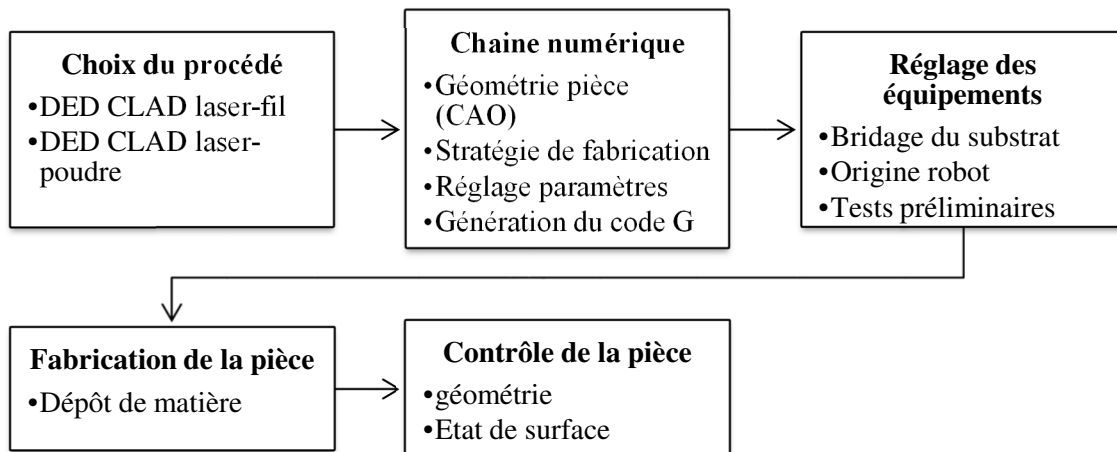 Choix du procédé
•DED CLAD laser-fil
•DED CLAD laser-
poudre
Chaine numérique
•Géométrie pièce
(CAO)
•Stratégie de fabrication
•Réglage paramètres
•Génération du code G
Réglage des
équipements
•Bridage du substrat
•Origine robot
•Tests préliminaires
Fabrication de la pièce
•Dépôt de matière
Contrôle de la pièce
•géométrie
•Etat de surface